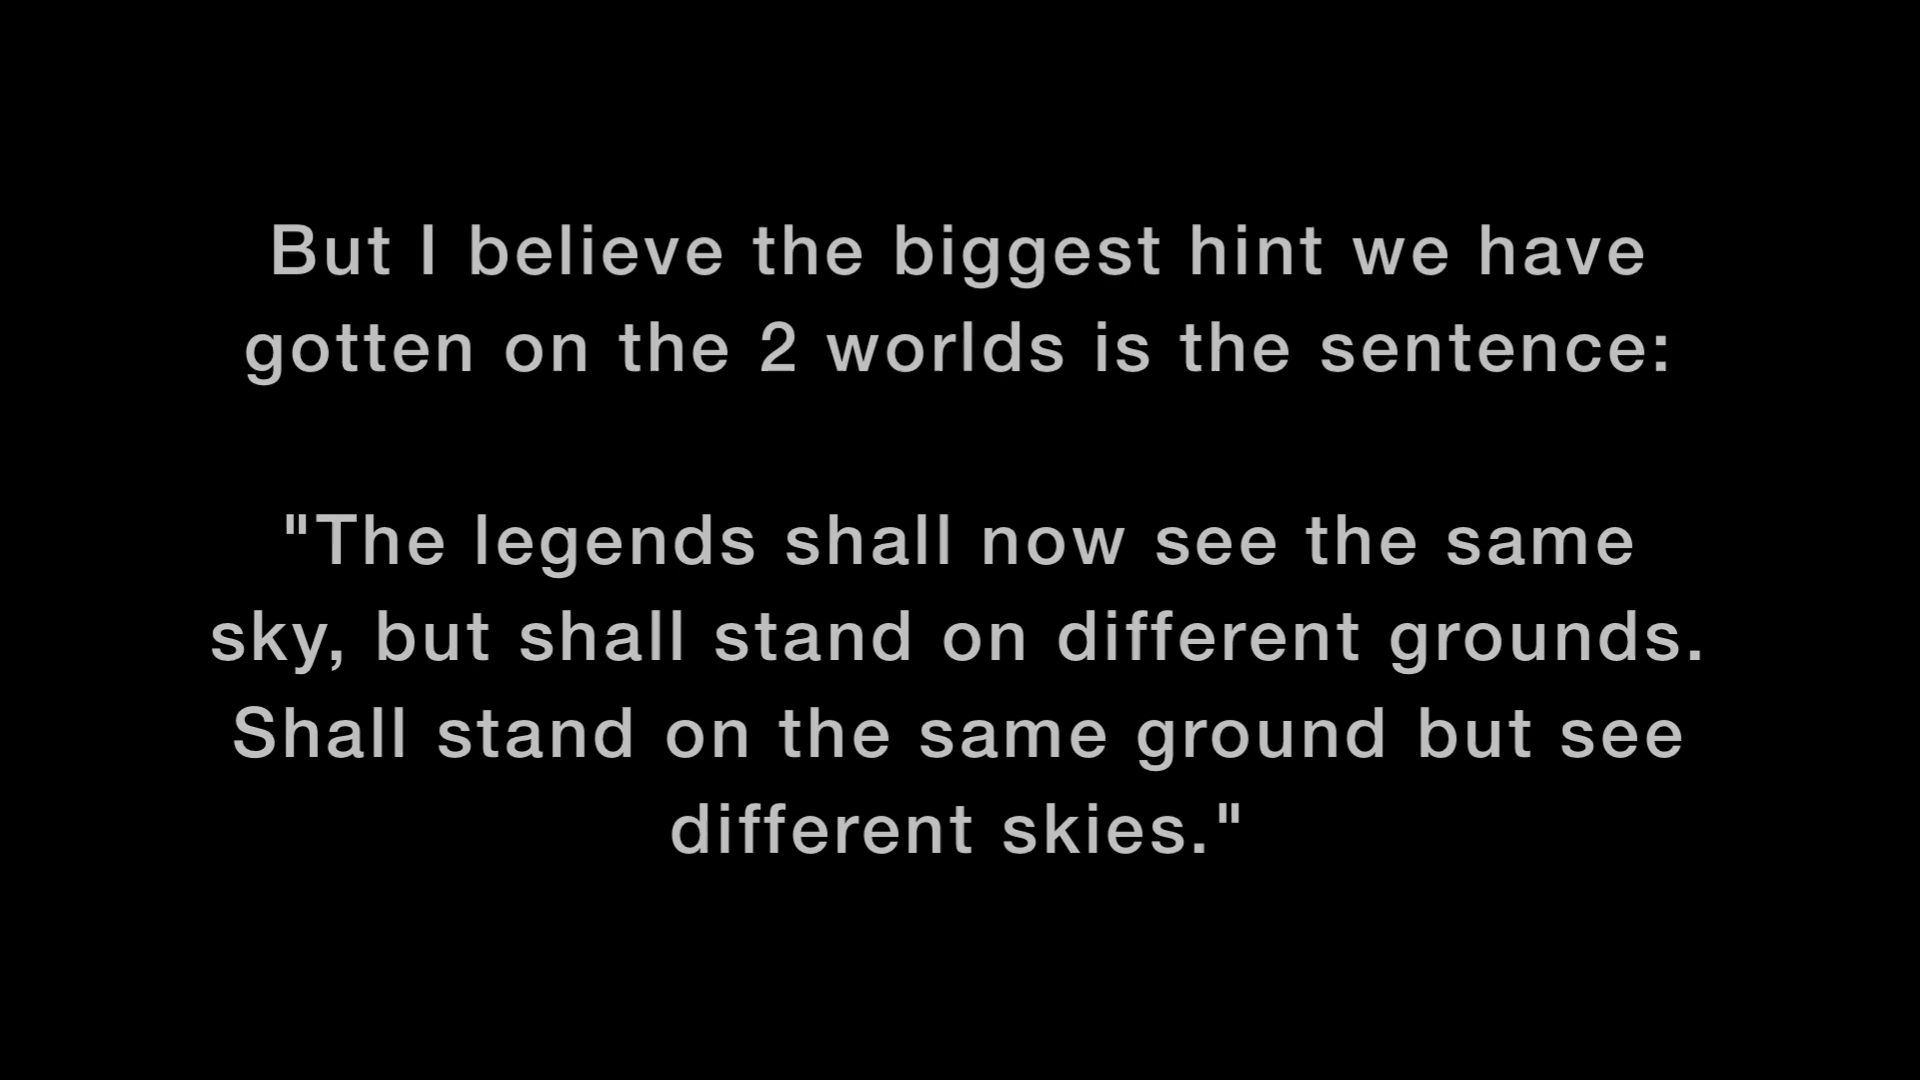 But I believe the biggest hint we have
gotten on the 2 worlds is the sentence:
"The legends shall now see the same
sky, but shall stand on different grounds.
Shall stand on the same ground but see
different skies."